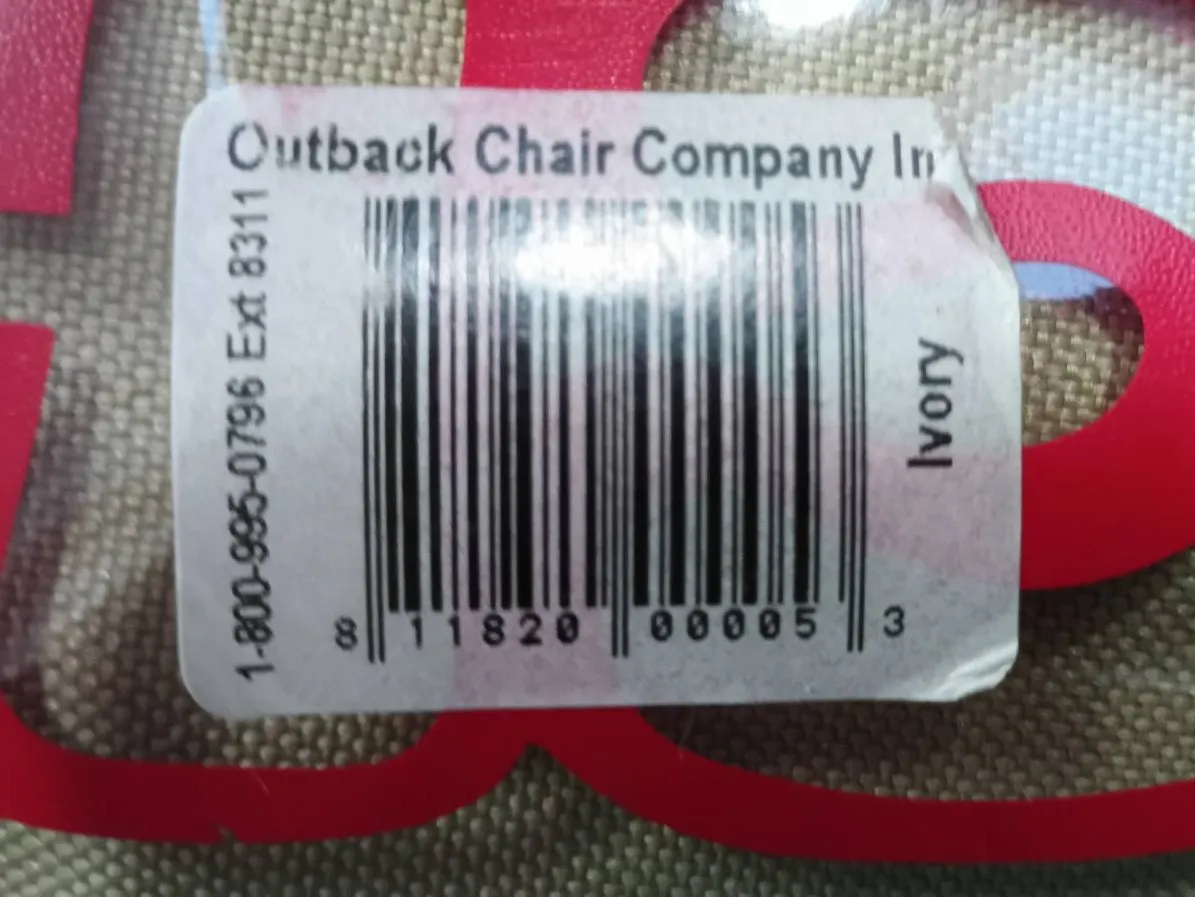 Outback Chair Company In
1-800-995-0796 Ext 8311
Ivory
8 11820 00005 3